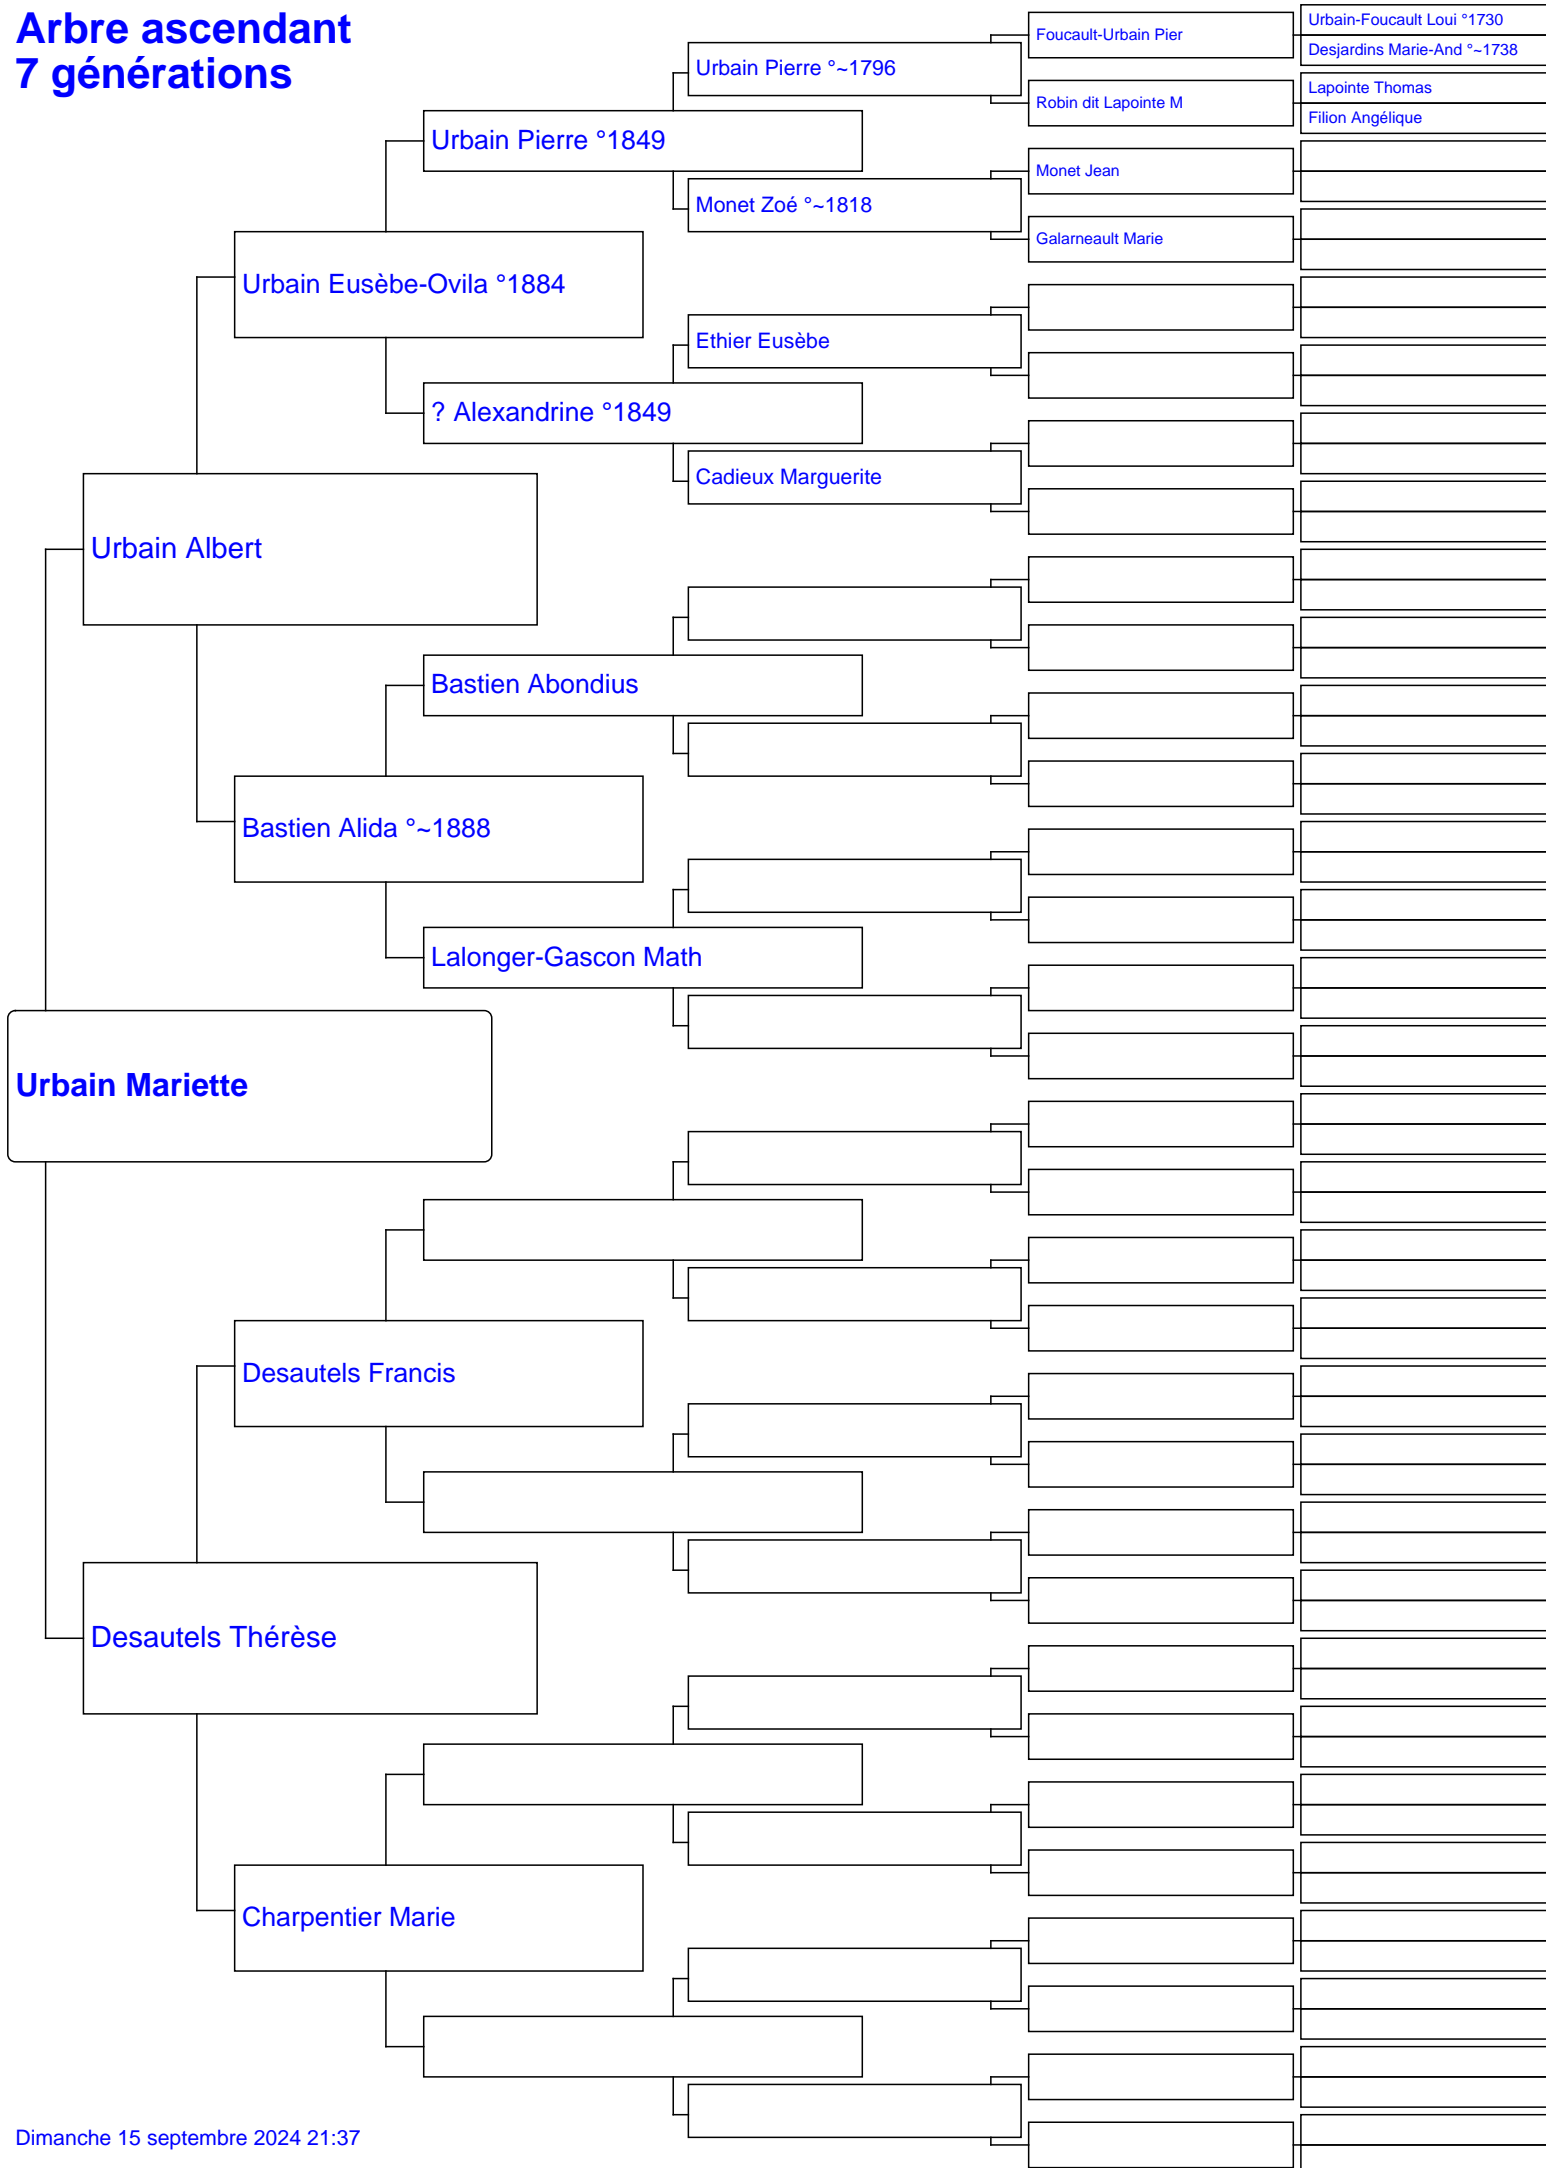 Arbre ascendant
7 générations
Urbain-Foucault Loui °1730
Foucault-Urbain Pier
Desjardins Marie-And °~1738
Urbain Pierre °~1796
Lapointe Thomas
Robin dit Lapointe M
Filion Angélique
Urbain Pierre °1849
Monet Jean
Monet Zoé °~1818
Galarneault Marie
Urbain Eusèbe-Ovila °1884
Ethier Eusèbe
? Alexandrine °1849
Cadieux Marguerite
Urbain Albert
Bastien Abondius
Bastien Alida °~1888
Lalonger-Gascon Math
Urbain Mariette
Desautels Francis
Desautels Thérèse
Charpentier Marie
Dimanche 15 septembre 2024 21:37